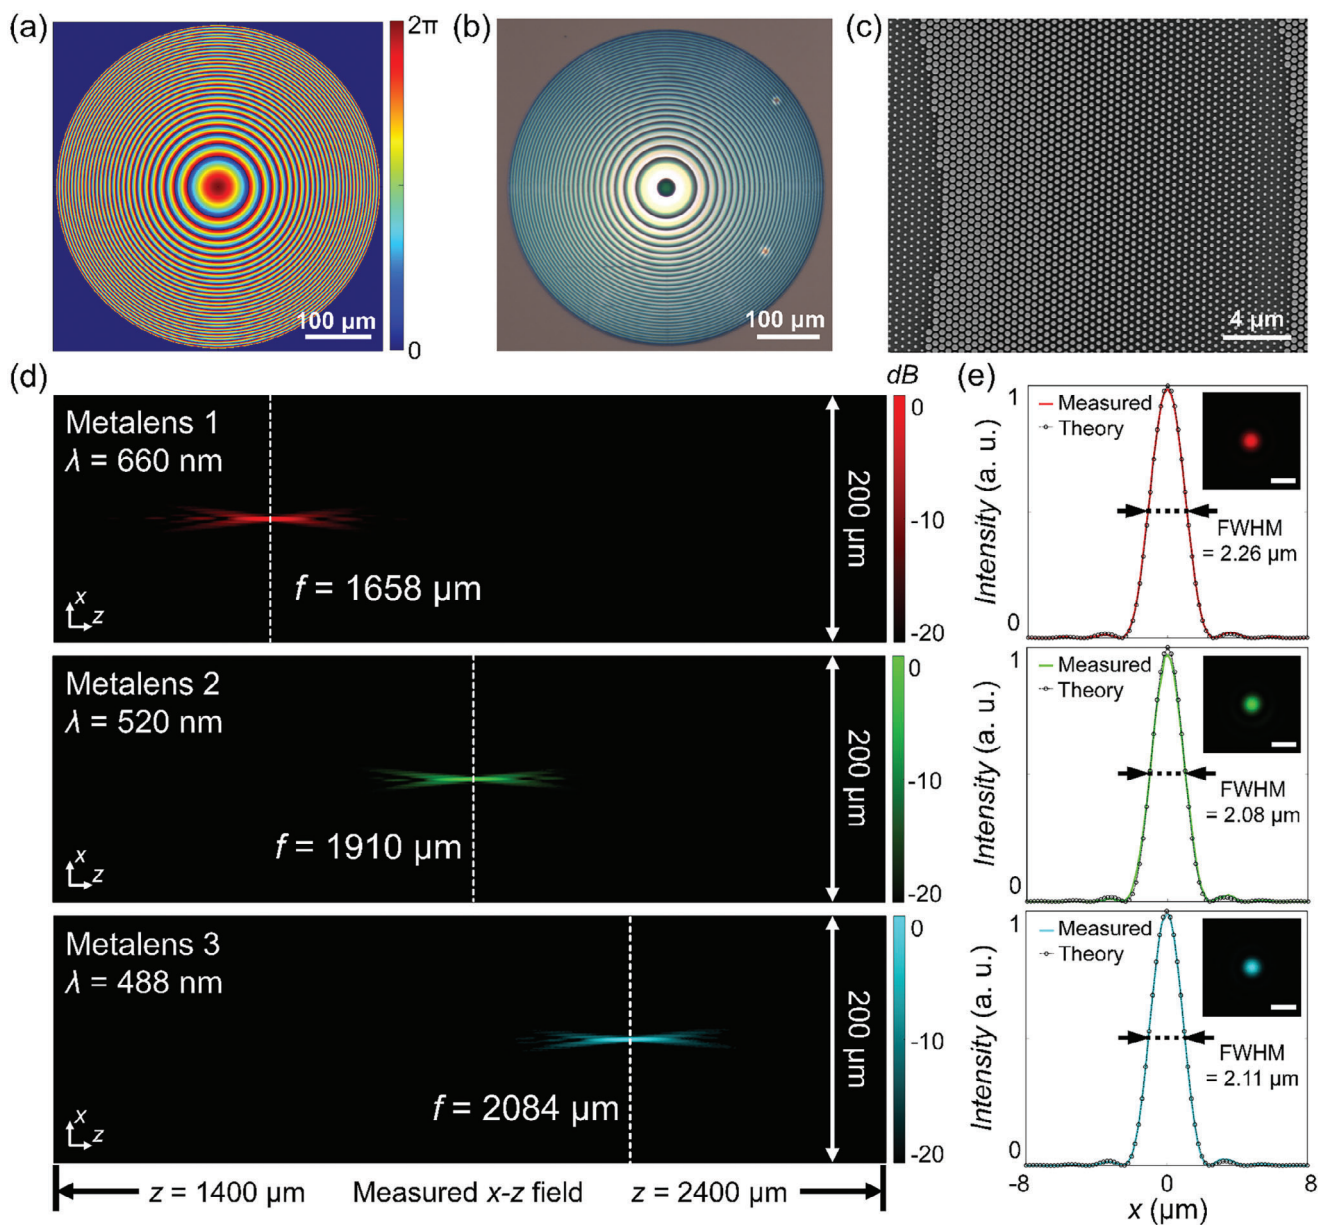 (a)
2π
0
100 μm
(b)
100 μm
(c)
4 μm
(d)
dB
Metalens 1
λ = 660 nm
f = 1658 μm
200 μm
x
z
0
-10
-20
Metalens 2
λ = 520 nm
f = 1910 μm
200 μm
x
z
0
-10
-20
Metalens 3
λ = 488 nm
f = 2084 μm
200 μm
x
z
0
-10
-20
z = 1400 μm Measured x-z field z = 2400 μm
(e)
Intensity (a. u.)
1
0
Measured
Theory
FWHM
= 2.26 μm
Intensity (a. u.)
1
0
Measured
Theory
FWHM
= 2.08 μm
Intensity (a. u.)
1
0
Measured
Theory
FWHM
= 2.11 μm
-8 0 8
x (μm)